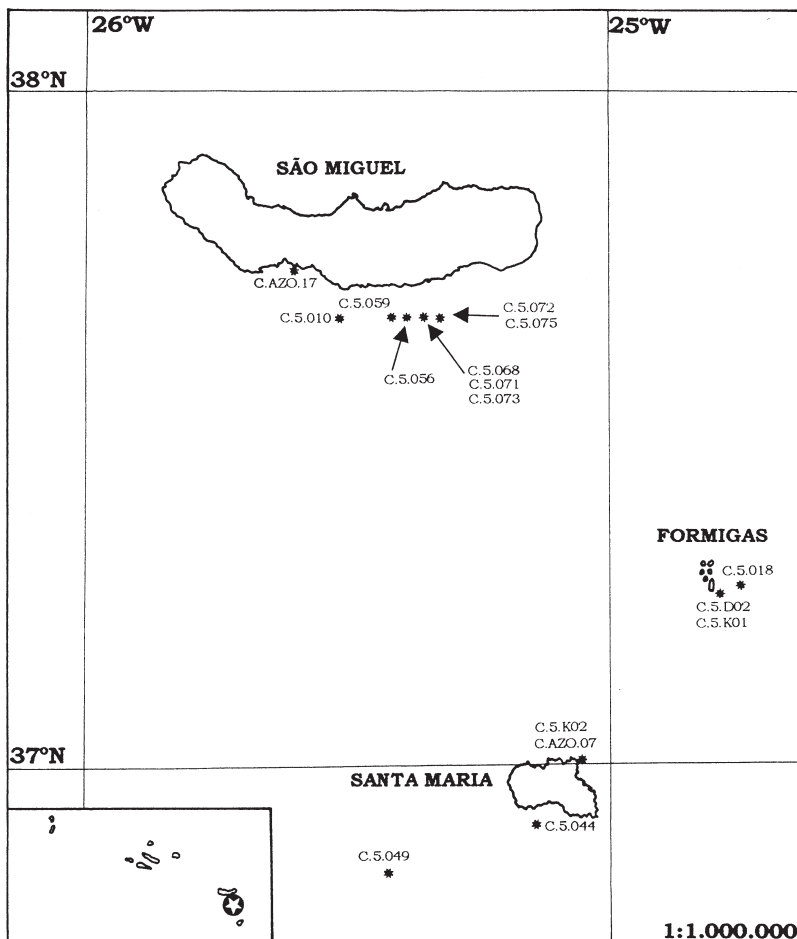 26°W
25°W
38°N
SÃO MIGUEL
C.AZO.17
C.5.059
C.5.010
C.5.072
C.5.075
C.5.056
C.5.068
C.5.071
C.5.073
FORMIGAS
C.5.018
C.5.D02
C.5.K01
C.5.K02
C.AZO.07
37°N
SANTA MARIA
C.5.044
C.5.049
1:1.000.000